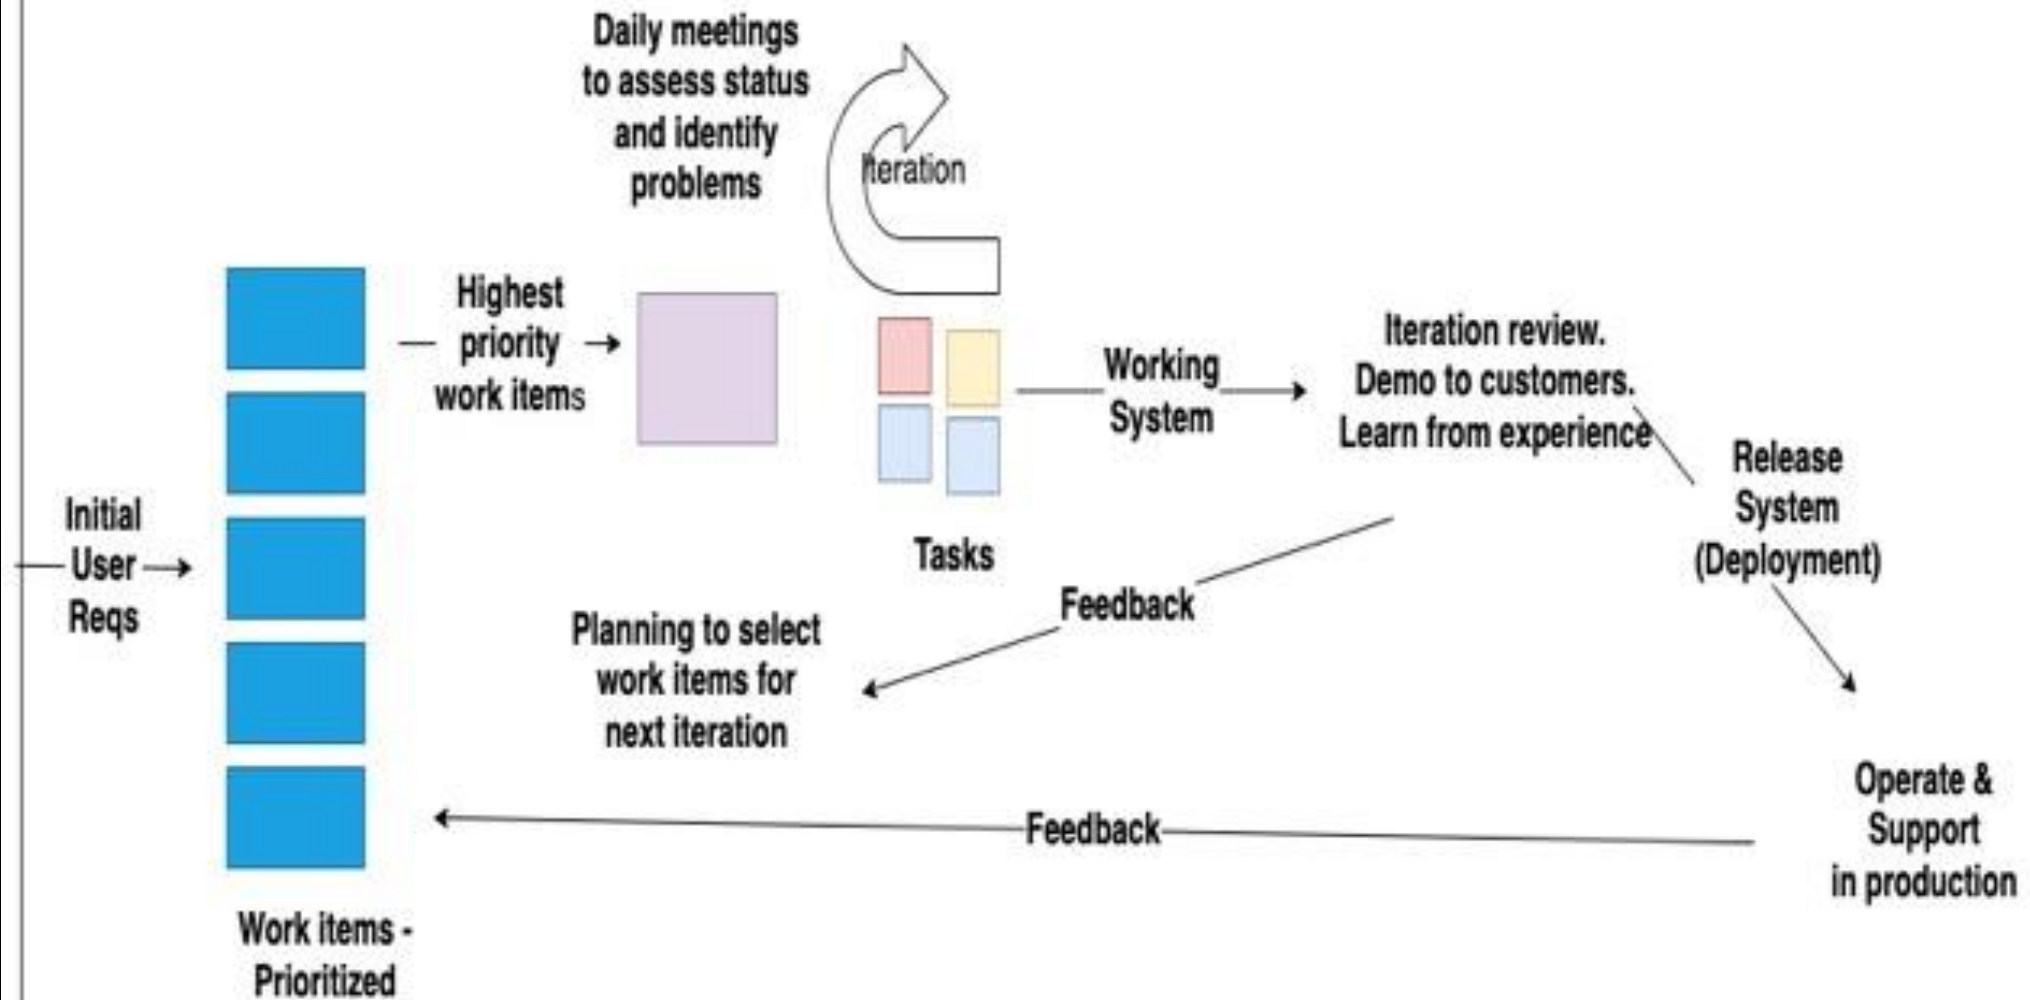 Daily meetings
to assess status
and identify
problems
Iteration
Highest
priority
work items
Working
System
Iteration review.
Demo to customers.
Learn from experience
Release
System
(Deployment)
Initial
User
Reqs
Tasks
Feedback
Planning to select
work items for
next iteration
Feedback
Operate &
Support
in production
Work items -
Prioritized